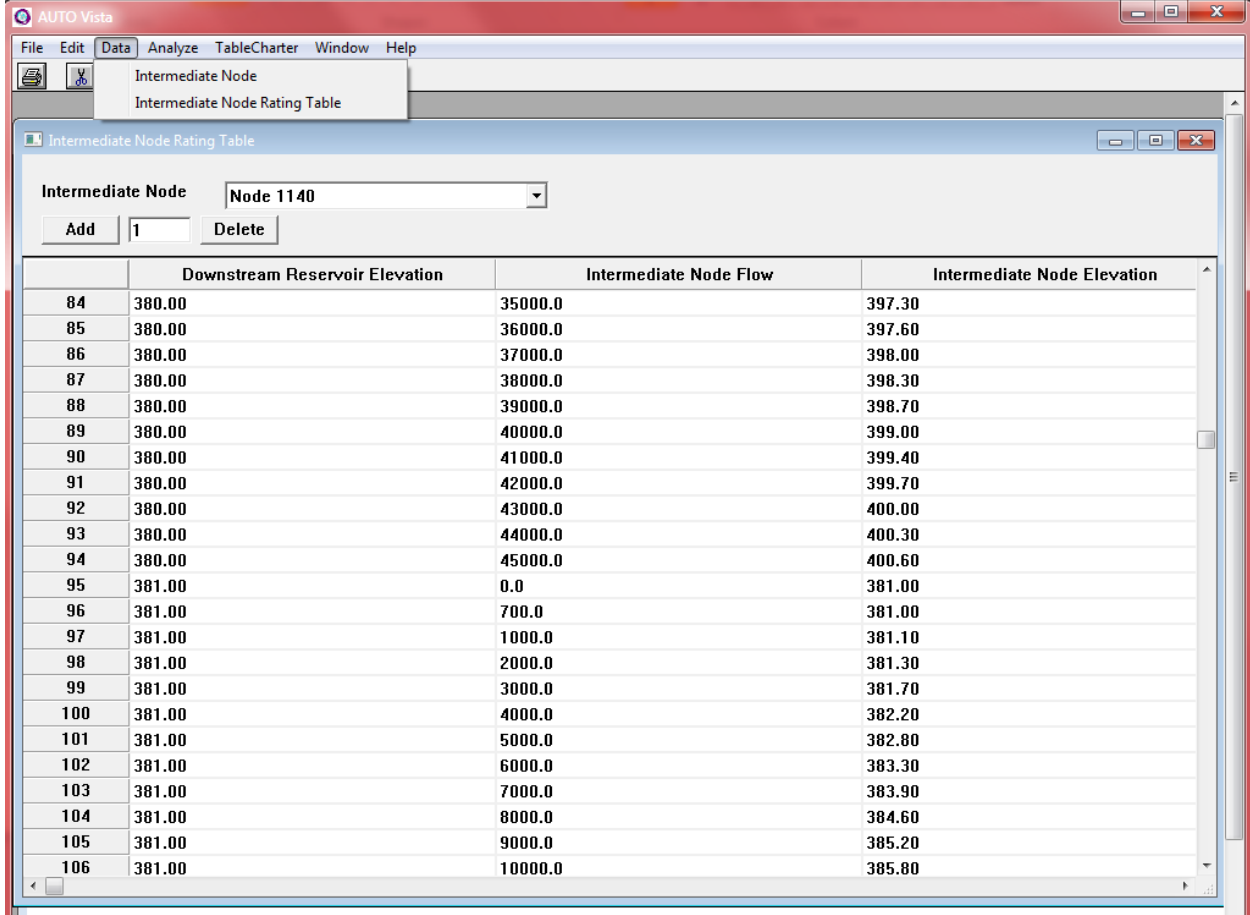 AUTO Vista
File Edit Data Analyze TableCharter Window Help
Intermediate Node
Intermediate Node Rating Table
Intermediate Node Rating Table
Intermediate Node Node 1140
Add 1 Delete
Downstream Reservoir Elevation Intermediate Node Flow Intermediate Node Elevation
84 380.00 35000.0 397.30
85 380.00 36000.0 397.60
86 380.00 37000.0 398.00
87 380.00 38000.0 398.30
88 380.00 39000.0 398.70
89 380.00 40000.0 399.00
90 380.00 41000.0 399.40
91 380.00 42000.0 399.70
92 380.00 43000.0 400.00
93 380.00 44000.0 400.30
94 380.00 45000.0 400.60
95 381.00 0.0 381.00
96 381.00 700.0 381.00
97 381.00 1000.0 381.10
98 381.00 2000.0 381.30
99 381.00 3000.0 381.70
100 381.00 4000.0 382.20
101 381.00 5000.0 382.80
102 381.00 6000.0 383.30
103 381.00 7000.0 383.90
104 381.00 8000.0 384.60
105 381.00 9000.0 385.20
106 381.00 10000.0 385.80